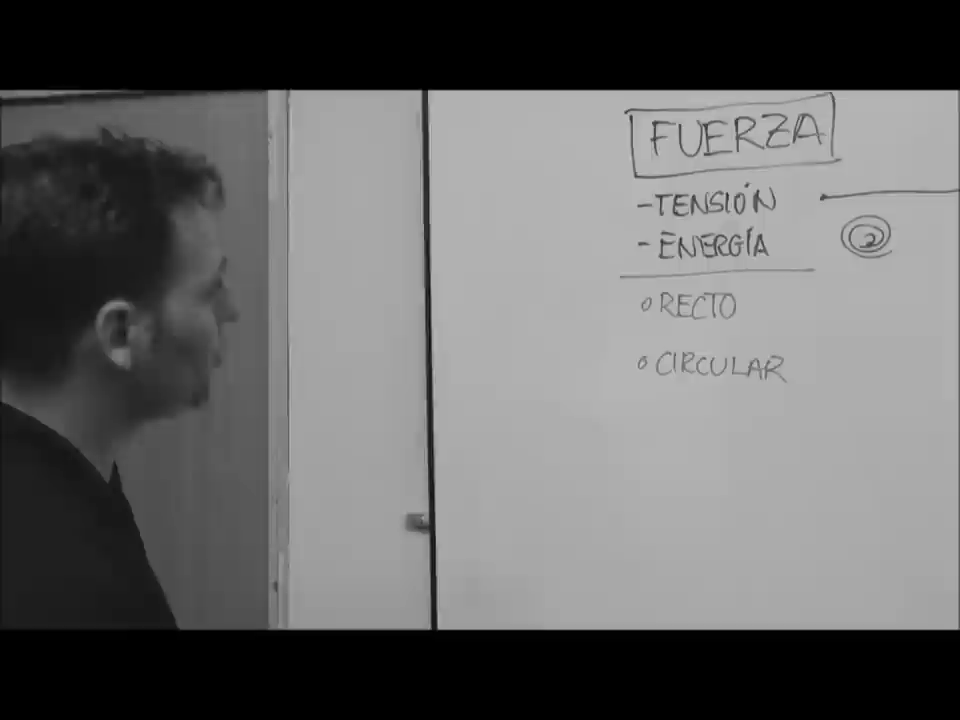 FUERZA
-TENSIÓN
-ENERGÍA
o RECTO
o CIRCULAR